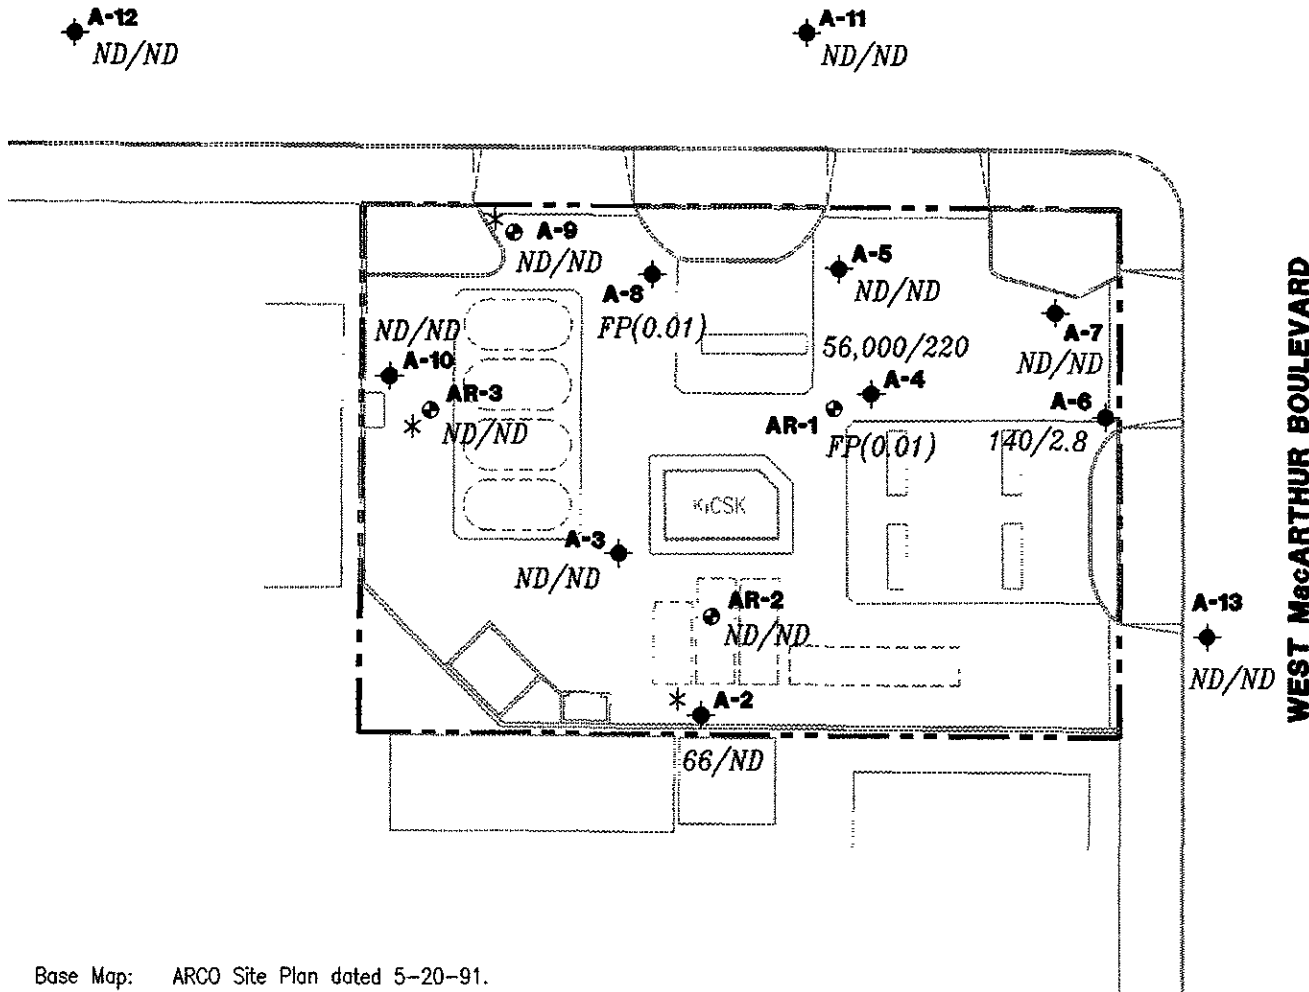 A-12
ND/ND
A-11
ND/ND
A-9
ND/ND
A-5
ND/ND
A-8
FP(0.01)
A-7
ND/ND
ND/ND
A-10
56,000/220
A-4
AR-3
ND/ND
AR-1
FP(0.01)
A-6
140/2.8
KICSK
A-3
ND/ND
AR-2
ND/ND
A-13
ND/ND
A-2
66/ND
WEST MacARTHUR BOULEVARD
Base Map: ARCO Site Plan dated 5-20-91.